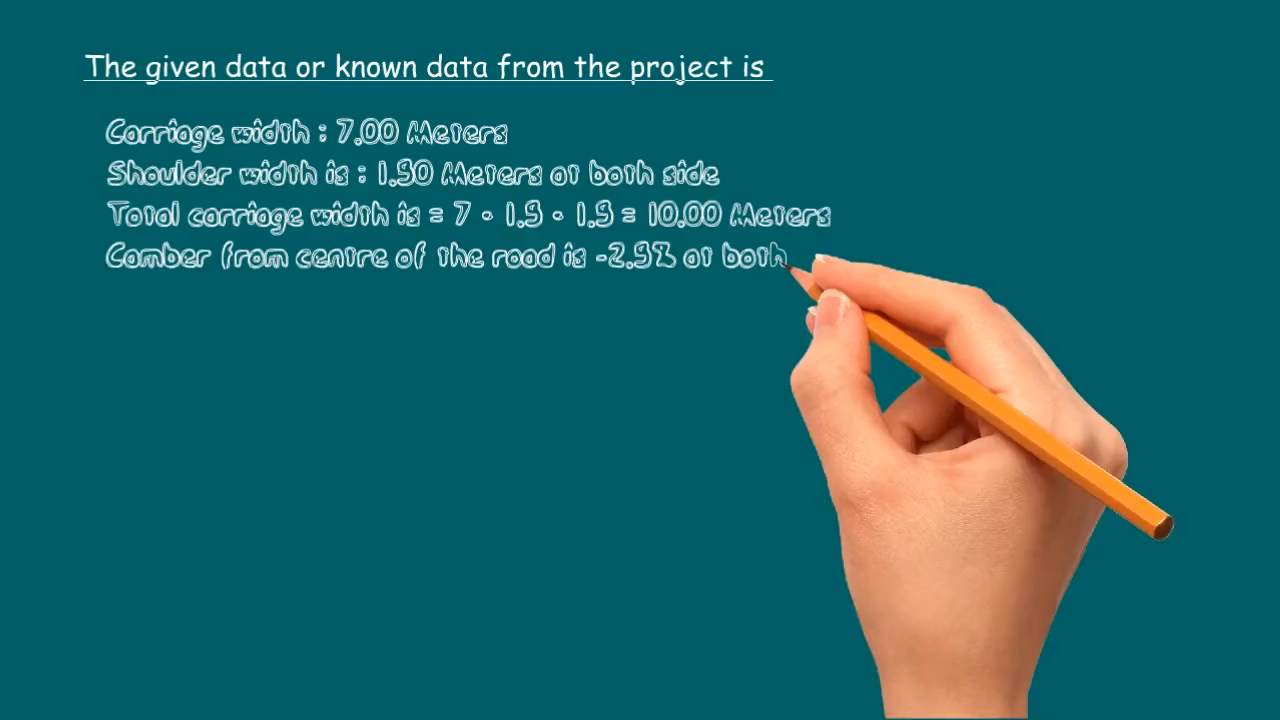 The given data or known data from the project is
Carriage width : 7.00 Meters
Shoulder width is : 1.50 Meters at both side
Total carriage width is = 7 + 1.5 + 1.5 = 10.00 Meters
Camber from centre of the road is -2.5% at both